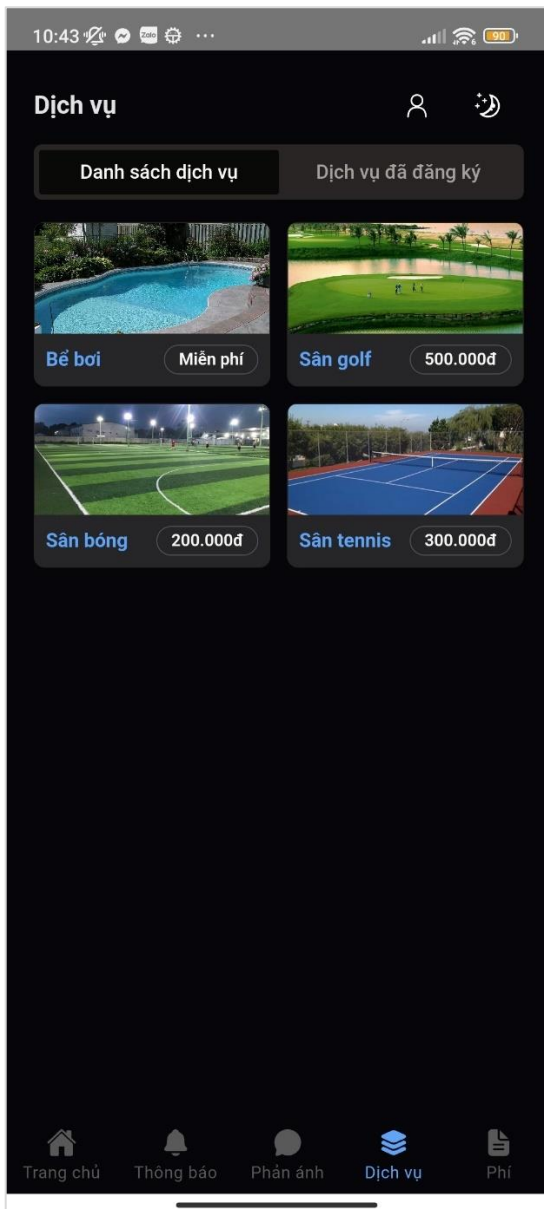 10:43 Zalo ... 90
Dịch vụ
Danh sách dịch vụ Dịch vụ đã đăng ký
Bể bơi Miễn phí Sân golf 500.000đ
Sân bóng 200.000đ Sân tennis 300.000đ
Trang chủ Thông báo Phản ánh Dịch vụ Phí